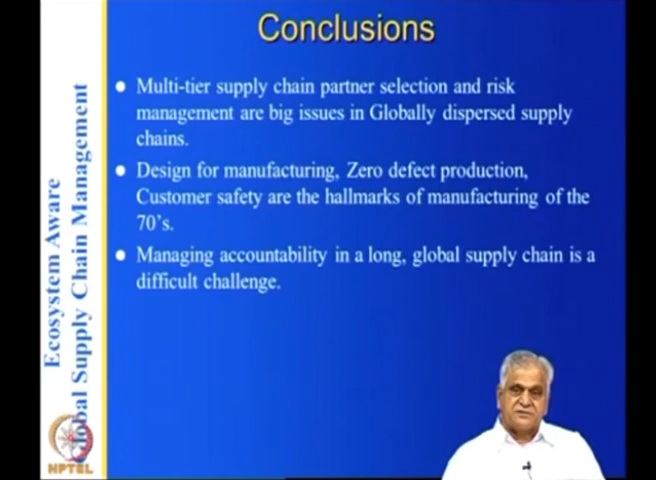 Conclusions
Multi-tier supply chain partner selection and risk
management are big issues in Globally dispersed supply
chains.
Design for manufacturing, Zero defect production,
Customer safety are the hallmarks of manufacturing of the
70's.
Managing accountability in a long, global supply chain is a
difficult challenge.
Ecosystem Aware
Global Supply Chain Management
NPTEL